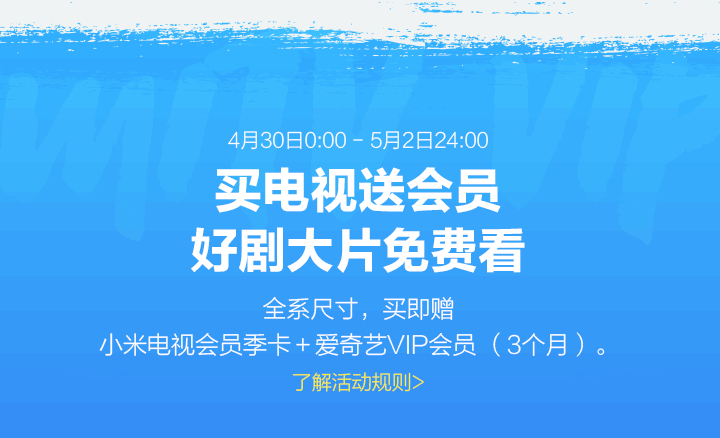 MiTV VIP
4月30日0:00 - 5月2日24:00
买电视送会员
好剧大片免费看
全系尺寸，买即赠
小米电视会员季卡＋爱奇艺VIP会员（3个月）。
了解活动规则>